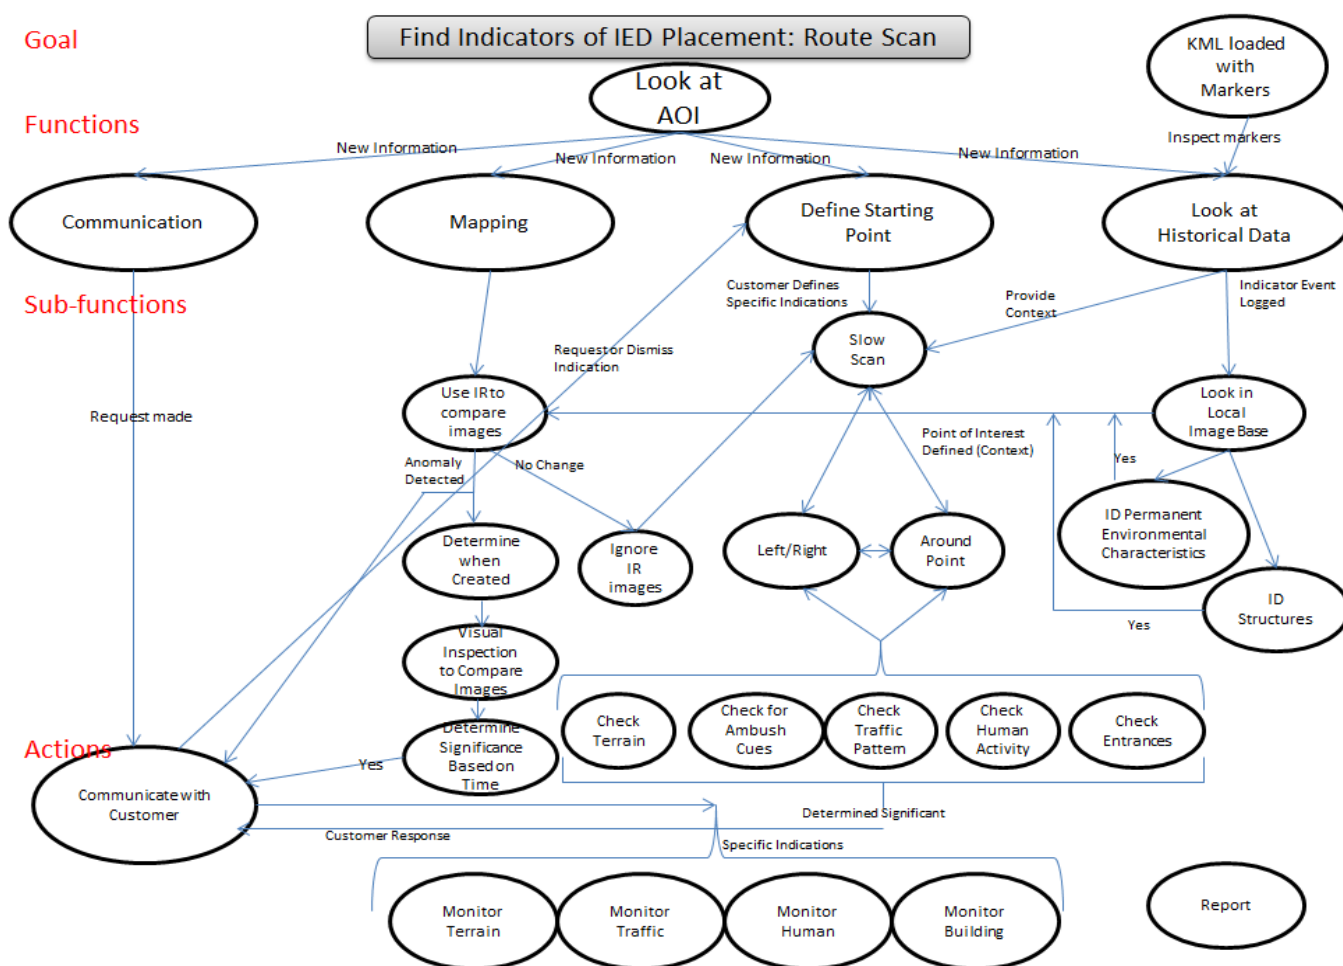 Goal
Find Indicators of IED Placement: Route Scan
KML loaded
with
Markers
Look at
AOI
Functions
New Information
New Information
New Information
New Information
Inspect markers
Communication
Mapping
Define Starting
Point
Look at
Historical Data
Sub-functions
Customer Defines
Specific Indications
Provide
Context
Indicator Event
Logged
Request or Dismiss
Indication
Slow
Scan
Request made
Use IR to
compare
images
Look in
Local
Image Base
Anomaly
Detected
No Change
Point of Interest
Defined (Context)
Yes
Determine
when
Created
Ignore
IR
images
Left/Right
Around
Point
ID Permanent
Environmental
Characteristics
ID
Structures
Yes
Visual
Inspection
to Compare
Images
Check
Terrain
Check for
Ambush
Cues
Check
Traffic
Pattern
Check
Human
Activity
Check
Entrances
Actions
Determine
Significance
Based on
Time
Yes
Communicate with
Customer
Determined Significant
Customer Response
Specific Indications
Monitor
Terrain
Monitor
Traffic
Monitor
Human
Monitor
Building
Report